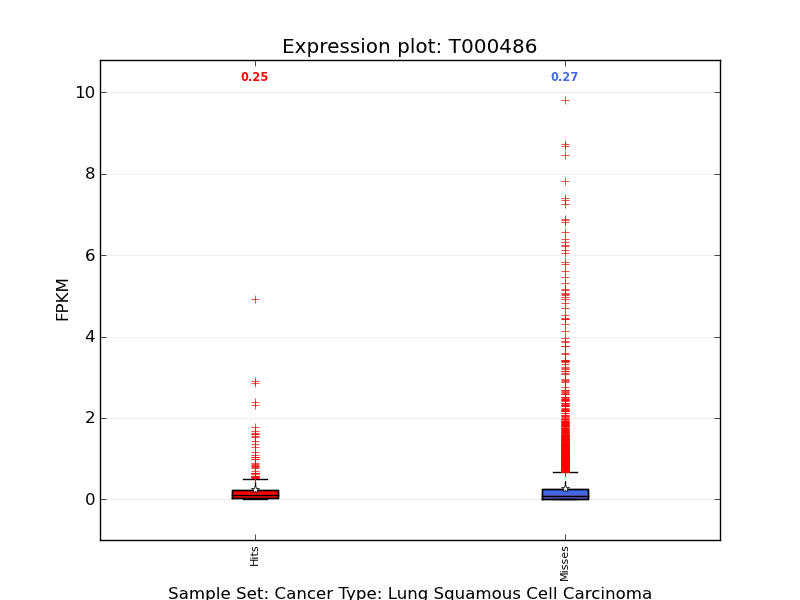 Expression plot: T000486
0.25
0.27
10
8
6
4
2
0
FPKM
Hits
Misses
Sample Set: Cancer Type: Lung Squamous Cell Carcinoma